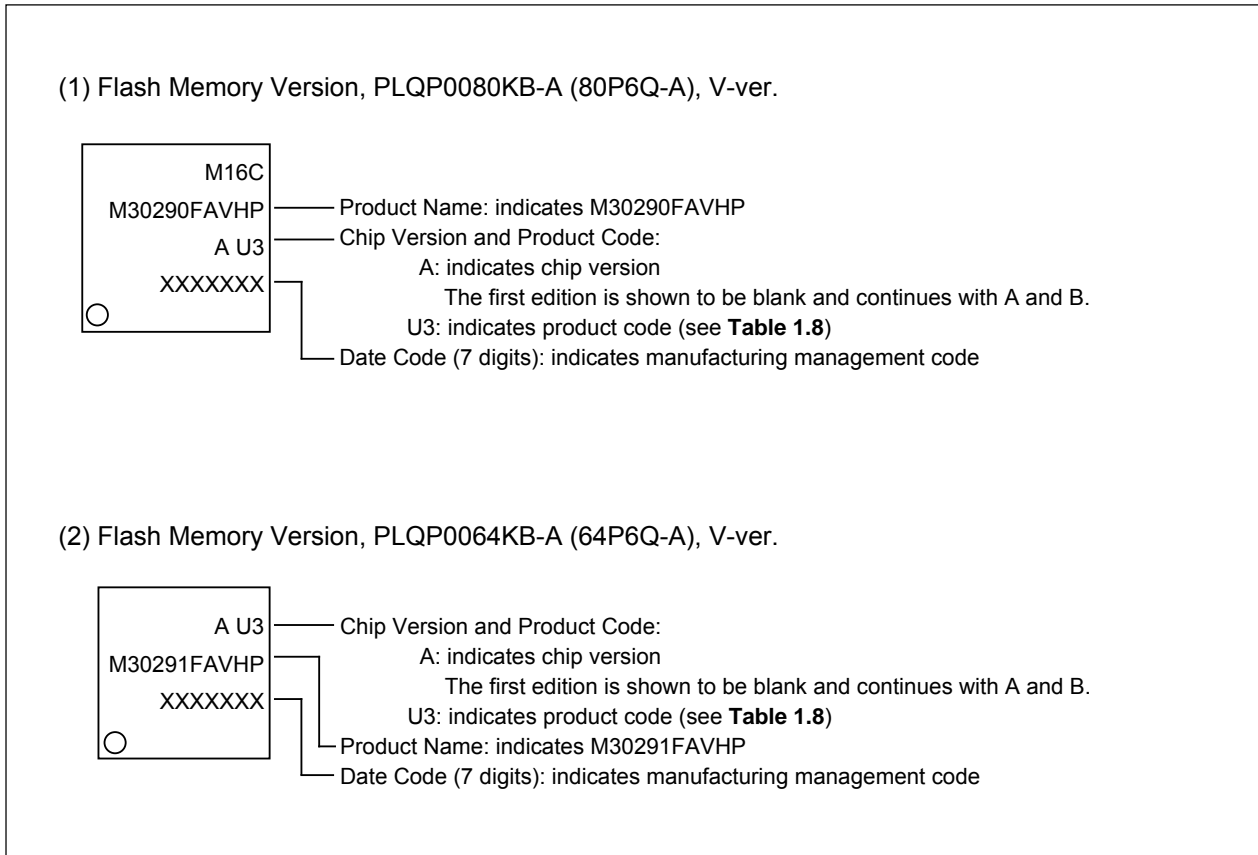 (1) Flash Memory Version, PLQP0080KB-A (80P6Q-A), V-ver.
M16C
M30290FAVHP
A U3
XXXXXXX
Product Name: indicates M30290FAVHP
Chip Version and Product Code:
A: indicates chip version
The first edition is shown to be blank and continues with A and B.
U3: indicates product code (see Table 1.8)
Date Code (7 digits): indicates manufacturing management code
(2) Flash Memory Version, PLQP0064KB-A (64P6Q-A), V-ver.
A U3
M30291FAVHP
XXXXXXX
Chip Version and Product Code:
A: indicates chip version
The first edition is shown to be blank and continues with A and B.
U3: indicates product code (see Table 1.8)
Product Name: indicates M30291FAVHP
Date Code (7 digits): indicates manufacturing management code